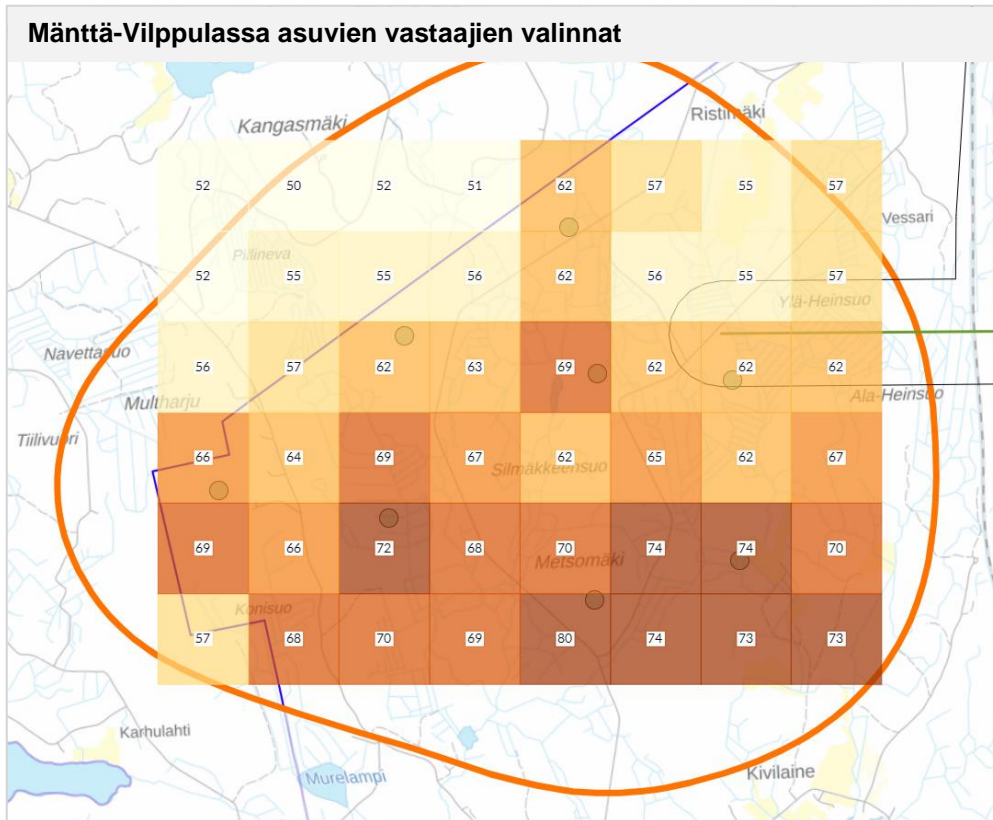 Mänttä-Vilppulassa asuvien vastaajien valinnat
Kangasmäki
Ristimäki
52 50 52 51 62 57 55 57
Vessari
Pillineva
52 55 55 56 62 56 55 57
Ylä-Heinsuo
Navettasuo
56 57 62 63 69 62 62 62
Multharju
Ala-Heinsuo
Tiilivuori
66 64 69 67 62 65 62 67
Silmäkkeensuo
69 66 72 68 70 74 74 70
Metsomäki
Konisuo
57 68 70 69 80 74 73 73
Karhulahti
Murelampi
Kivilaine